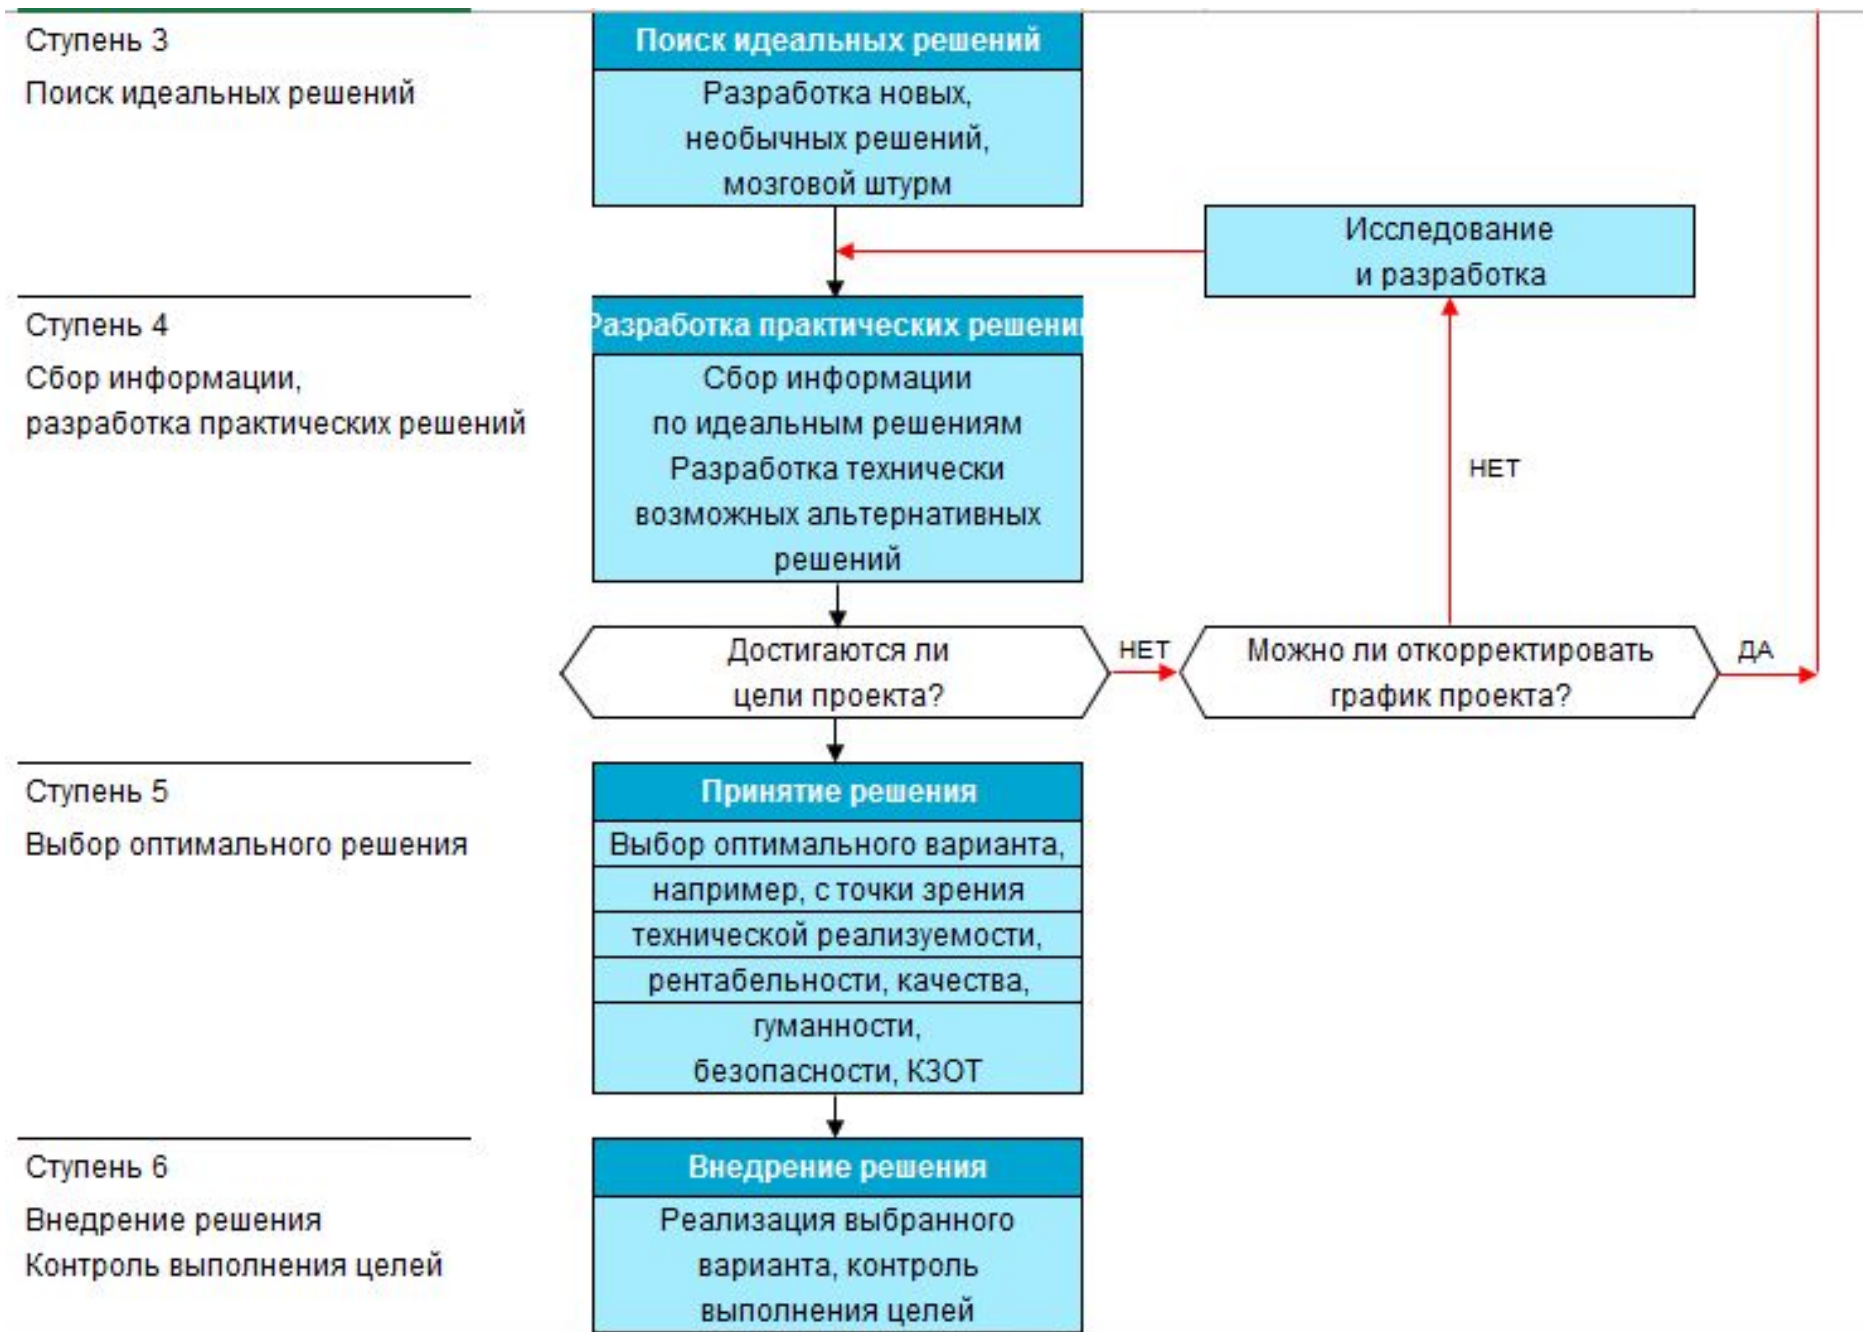 Ступень 3
Поиск идеальных решений
Поиск идеальных решений
Разработка новых,
необычных решений,
мозговой штурм
Исследование
и разработка
Ступень 4
Сбор информации,
разработка практических решений
Разработка практических решений
Сбор информации
по идеальным решениям
Разработка технически
возможных альтернативных
решений
НЕТ
Достигаются ли
цели проекта?
НЕТ
Можно ли откорректировать
график проекта?
ДА
Ступень 5
Выбор оптимального решения
Принятие решения
Выбор оптимального варианта,
например, с точки зрения
технической реализуемости,
рентабельности, качества,
гуманности,
безопасности, КЗОТ
Ступень 6
Внедрение решения
Контроль выполнения целей
Внедрение решения
Реализация выбранного
варианта, контроль
выполнения целей